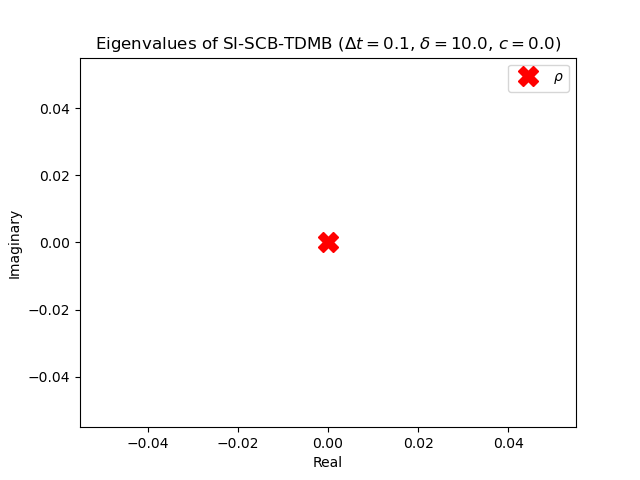 Eigenvalues of SI-SCB-TDMB (Δt = 0.1, δ = 10.0, c = 0.0)
ρ
0.04
0.02
0.00
−0.02
−0.04
Imaginary
−0.04 −0.02 0.00 0.02 0.04
Real